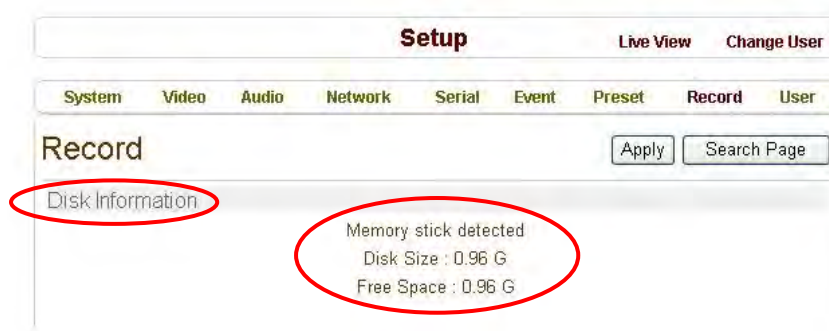 Setup Live View Change User
System Video Audio Network Serial Event Preset Record User
Record Apply Search Page
Disk Information
Memory stick detected
Disk Size : 0.96 G
Free Space : 0.96 G